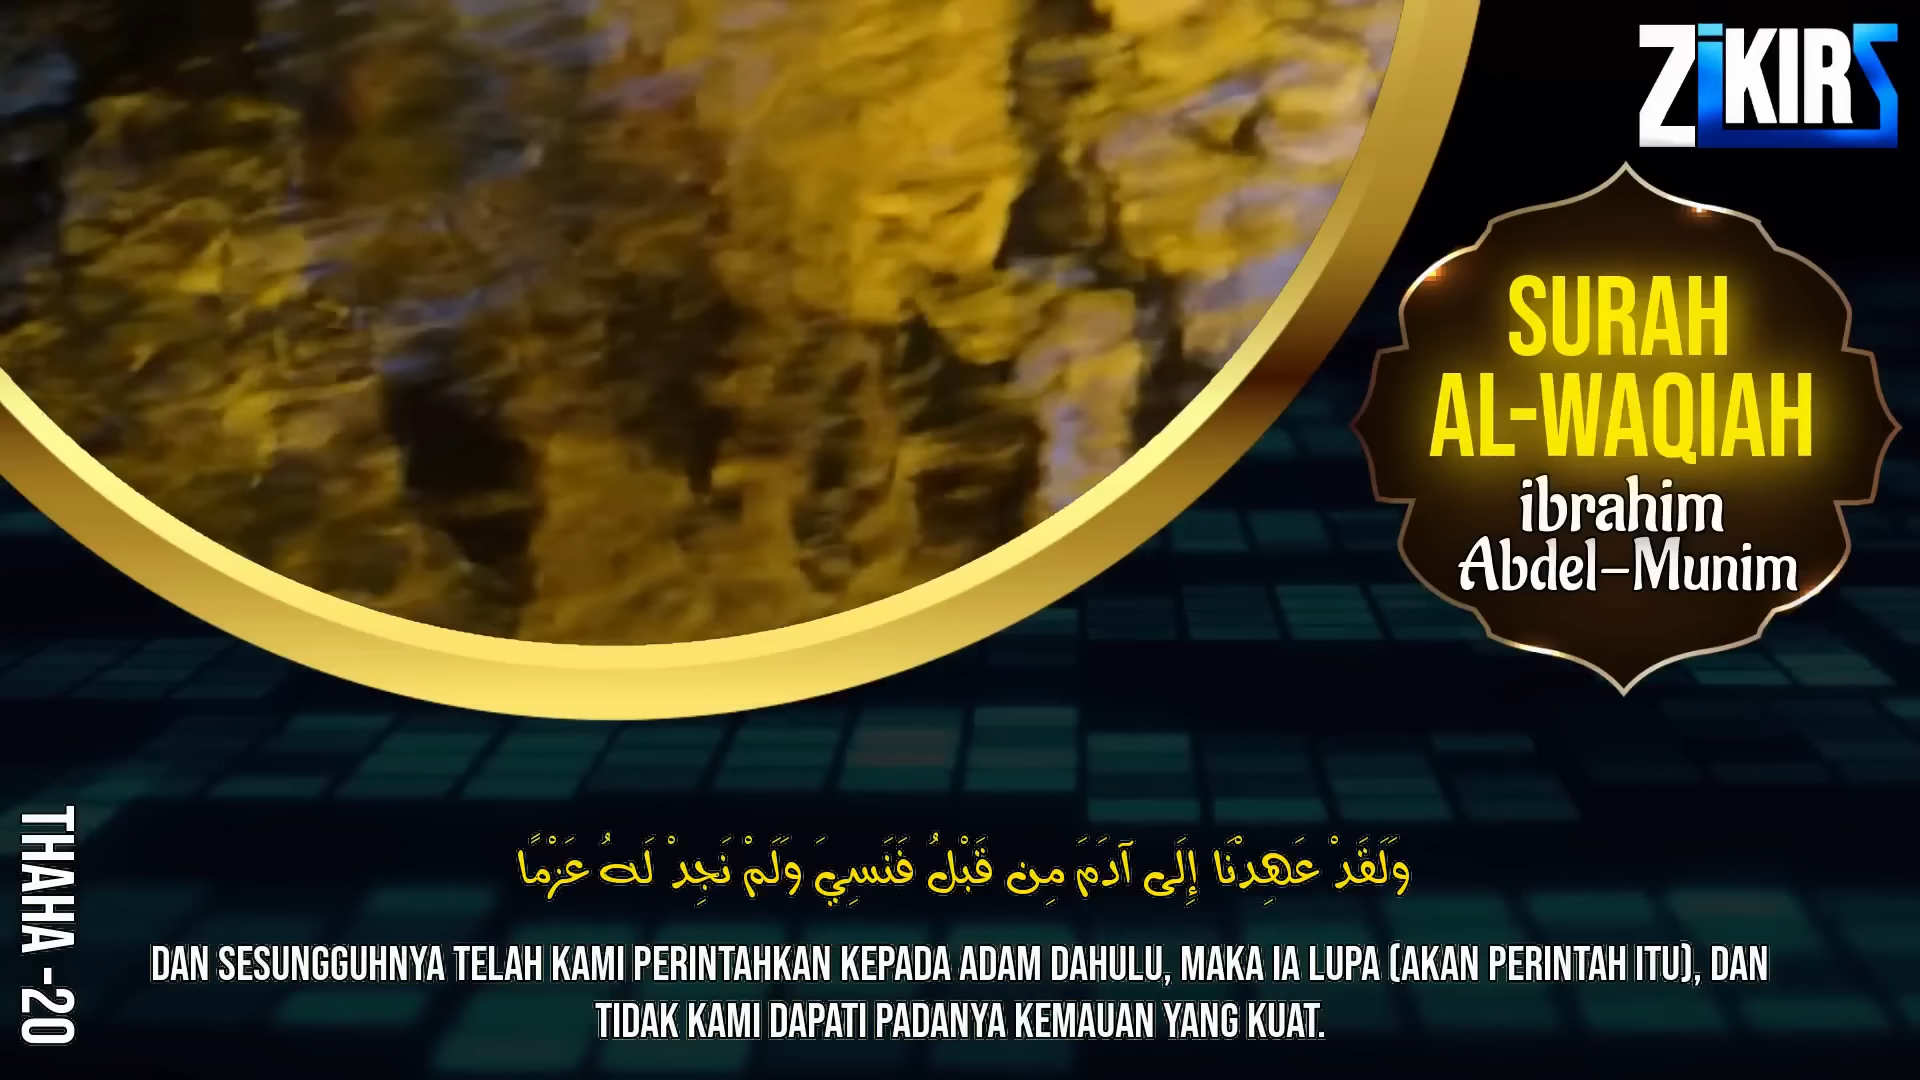 ZiKIRS
SURAH
AL-WAQIAH
ibrahim
Abdel-Munim
وَلَقَدْ عَهِدْنَا إِلَى آدَمَ مِن قَبْلُ فَنَسِيَ وَلَمْ نَجِدْ لَهُ عَزْمًا
DAN SESUNGGUHNYA TELAH KAMI PERINTAHKAN KEPADA ADAM DAHULU, MAKA IA LUPA (AKAN PERINTAH ITU), DAN
TIDAK KAMI DAPATI PADANYA KEMAUAN YANG KUAT.
THAHA -20